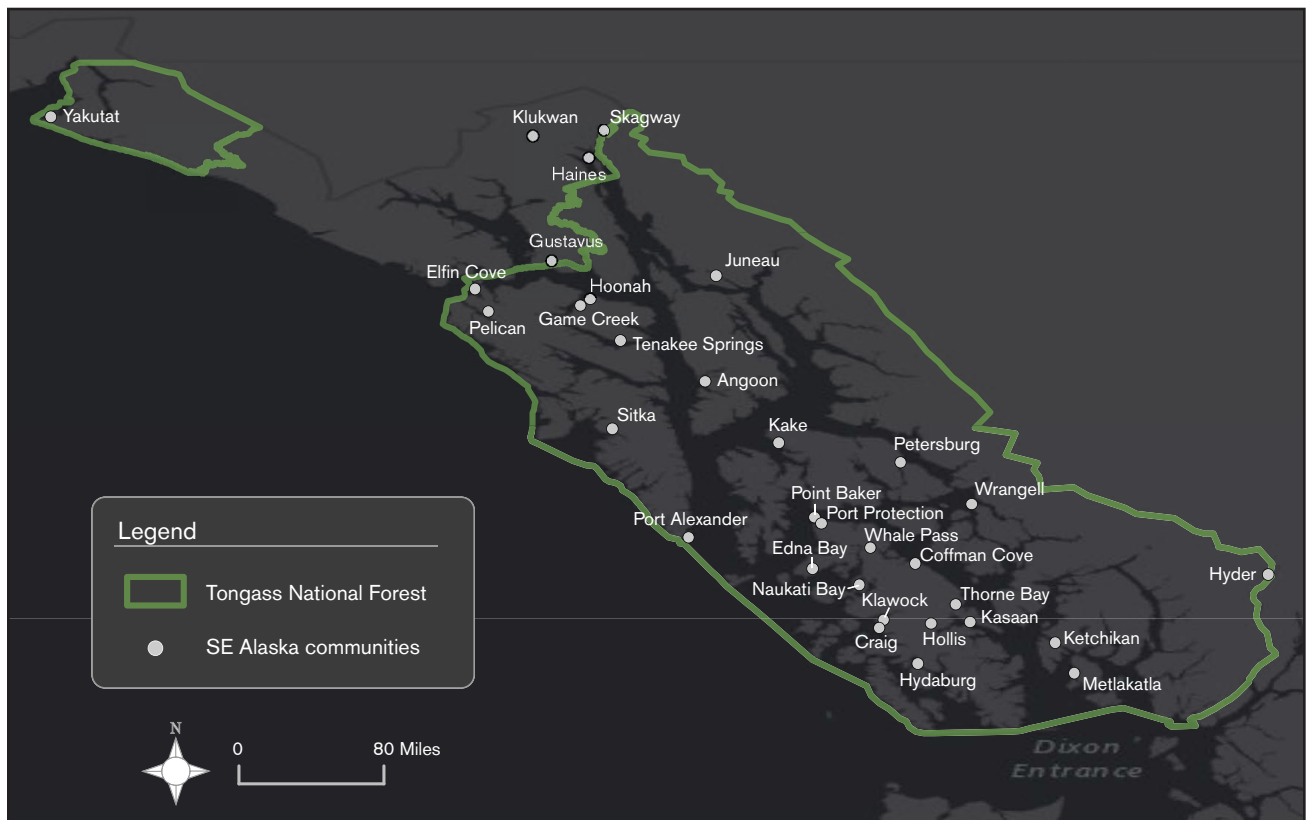 Yakutat
Klukwan
Skagway
Haines
Gustavus
Elfin Cove
Juneau
Hoonah
Game Creek
Pelican
Tenakee Springs
Angoon
Sitka
Kake
Petersburg
Wrangell
Point Baker
Port Protection
Port Alexander
Whale Pass
Edna Bay
Coffman Cove
Hyder
Naukati Bay
Klawock
Thorne Bay
Kasaan
Craig
Hollis
Ketchikan
Hydaburg
Metlakatla
Legend
Tongass National Forest
SE Alaska communities
N
0 80 Miles
Dixon
Entrance